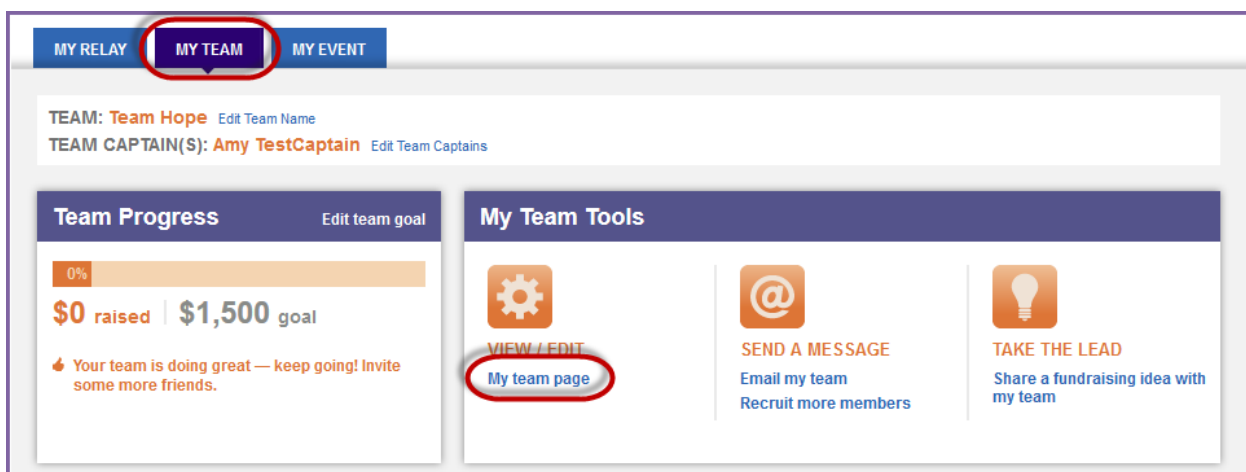 MY RELAY MY TEAM MY EVENT
TEAM: Team Hope Edit Team Name
TEAM CAPTAIN(S): Amy TestCaptain Edit Team Captains
Team Progress Edit team goal
0%
$0 raised $1,500 goal
Your team is doing great — keep going! Invite
some more friends.
My Team Tools
VIEW / EDIT
My team page
@
SEND A MESSAGE
Email my team
Recruit more members
TAKE THE LEAD
Share a fundraising idea with
my team